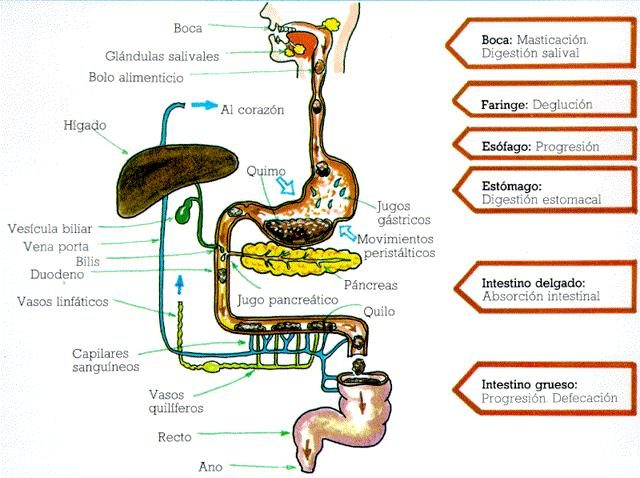 Boca
Glándulas salivales
Bolo alimenticio
Al corazón
Hígado
Quimo
Jugos
gástricos
Vesícula biliar
Vena porta
Bilis
Duodeno
Movimientos
peristálticos
Páncreas
Vasos linfáticos
Jugo pancreático
Quilo
Capilares
sanguíneos
Vasos
quilíferos
Recto
Ano
Boca: Masticación.
Digestión salival
Faringe: Deglución
Esófago: Progresión
Estómago:
Digestión estomacal
Intestino delgado:
Absorción intestinal
Intestino grueso:
Progresión. Defecación